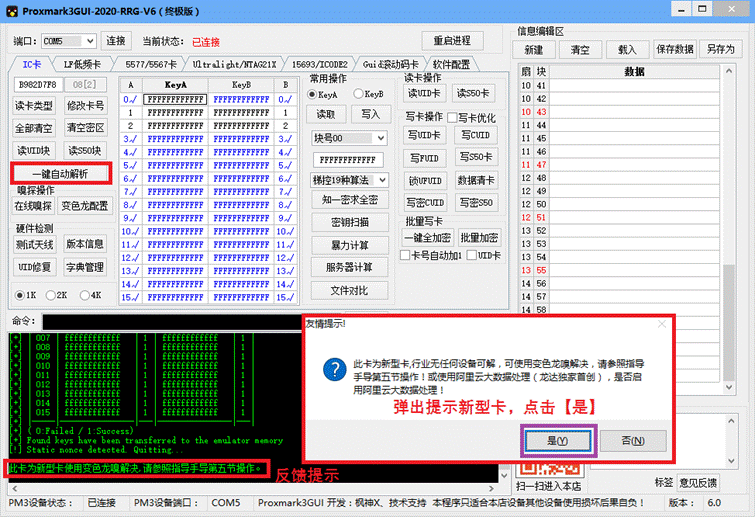 Proxmark3GUI-2020-RRG-V6（终极版）
端口： COM5 连接 当前状态： 已连接 重启进程
IC卡 LF低频卡 5577/5567卡 Ultralight/NTAG21X 15693/ICODE2 Guid滚动码卡 软件配置
B982D7F8 08[2]
读卡类型 修改卡号
全部清空 清空密区
读UID块 读S50块
一键自动解析
嗅探操作
在线嗅探 变色龙配置
硬件检测
测试天线 版本信息
UID修复 字典管理
1K 2K 4K
A KeyA KeyB B
0√ FFFFFFFFFFFF FFFFFFFFFFFF 0√
1 FFFFFFFFFFFF FFFFFFFFFFFF 1
2 FFFFFFFFFFFF FFFFFFFFFFFF 2
3√ FFFFFFFFFFFF FFFFFFFFFFFF 3√
4√ FFFFFFFFFFFF FFFFFFFFFFFF 4√
5√ FFFFFFFFFFFF FFFFFFFFFFFF 5√
6√ FFFFFFFFFFFF FFFFFFFFFFFF 6√
7√ FFFFFFFFFFFF FFFFFFFFFFFF 7√
8√ FFFFFFFFFFFF FFFFFFFFFFFF 8√
9√ FFFFFFFFFFFF FFFFFFFFFFFF 9√
10√ FFFFFFFFFFFF FFFFFFFFFFFF 10√
11√ FFFFFFFFFFFF FFFFFFFFFFFF 11√
12√ FFFFFFFFFFFF FFFFFFFFFFFF 12√
13√ FFFFFFFFFFFF FFFFFFFFFFFF 13√
14√ FFFFFFFFFFFF FFFFFFFFFFFF 14√
15√ FFFFFFFFFFFF FFFFFFFFFFFF 15√
常用操作
KeyA KeyB
读取 写入
块号00
FFFFFFFFFFFF
梯控19种算法
知一密求全密
密钥扫描
暴力计算
服务器计算
文件对比
读卡操作
读UID卡 读S50卡
写卡操作 写卡优化
写UID卡 写CUID
写FUID 写S50卡
锁UFUID 数据清卡
写密CUID 写密S50
批量写卡
一键全加密 批量加密
卡号自动加1 UID卡
信息编辑区
新建 清空 载入 保存数据 另存为
扇 块 数据
10 41
10 42
10 43
11 44
11 45
11 46
11 47
12 48
12 49
12 50
12 51
13 52
13 53
13 54
13 55
14 56
14 57
14 58
命令：
[+] | 007 | ffffffffffff | 1 | ffffffffffff | 1 |
[+] | 008 | ffffffffffff | 1 | ffffffffffff | 1 |
[+] | 009 | ffffffffffff | 1 | ffffffffffff | 1 |
[+] | 010 | ffffffffffff | 1 | ffffffffffff | 1 |
[+] | 011 | ffffffffffff | 1 | ffffffffffff | 1 |
[+] | 012 | ffffffffffff | 1 | ffffffffffff | 1 |
[+] | 013 | ffffffffffff | 1 | ffffffffffff | 1 |
[+] | 014 | ffffffffffff | 1 | ffffffffffff | 1 |
[+] | 015 | ffffffffffff | 1 | ffffffffffff | 1 |
[+] ( 0:Failed / 1:Success)
[+] Found keys have been transferred to the emulator memory
[!] Static nonce detected. Quitting...
此卡为新型卡使用变色龙嗅解决,请参照指导手导第五节操作。
反馈提示
友情提示!
此卡为新型卡,行业无任何设备可解，可使用变色龙嗅解决，请参照指导
手导第五节操作！或使用阿里云大数据处理（龙达独家首创），是否启
用阿里云大数据处理！
弹出提示新型卡，点击【是】
是(Y) 否(N)
扫一扫进入本店
标签 意见反馈
PM3设备状态： 已连接 PM3设备端口： COM5 Proxmark3GUI 开发：枫神X、技术支持 本程序只适合本店设备其他设备使用损坏后果自负！ 版本： 6.0